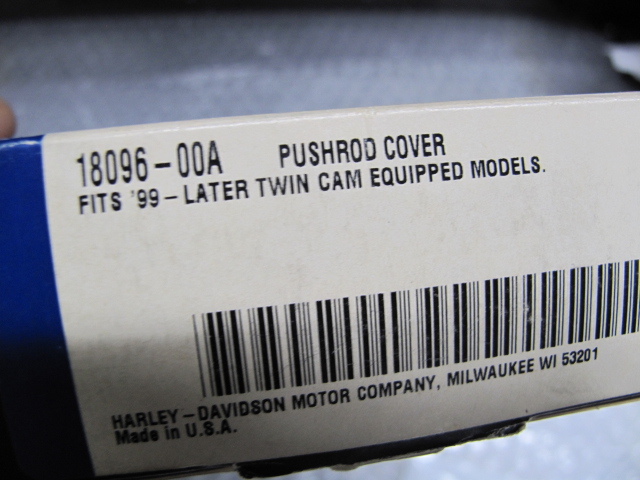 18096-00A PUSHROD COVER
FITS '99-LATER TWIN CAM EQUIPPED MODELS.
HARLEY-DAVIDSON MOTOR COMPANY, MILWAUKEE WI 53201
Made in U.S.A.